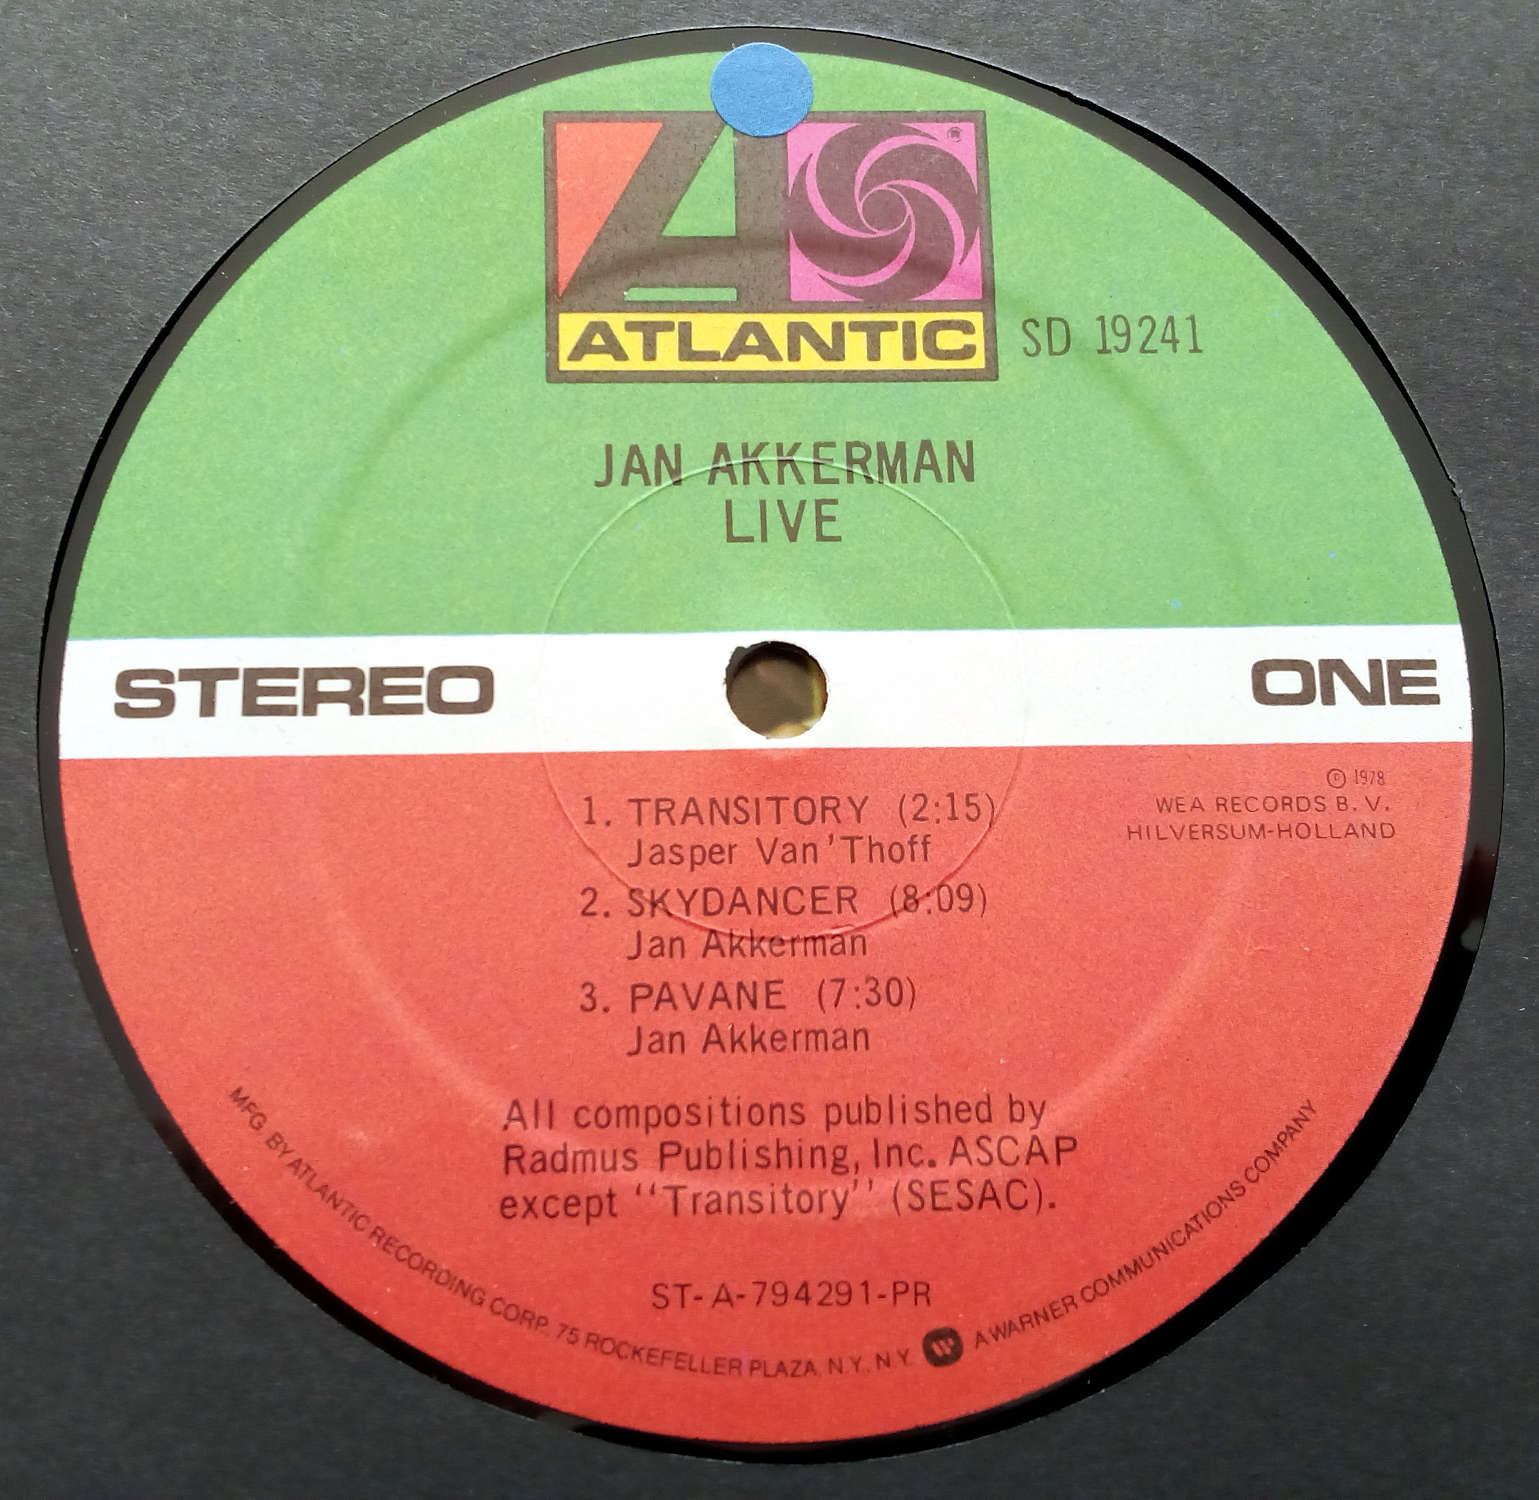 ®
ATLANTIC
SD 19241
JAN AKKERMAN
LIVE
STEREO
ONE
© 1978
WEA RECORDS B. V.
HILVERSUM-HOLLAND
1. TRANSITORY (2:15)
Jasper Van 'Thoff
2. SKYDANCER (8:09)
Jan Akkerman
3. PAVANE (7:30)
Jan Akkerman
All compositions published by
Radmus Publishing, Inc. ASCAP
except "Transitory" (SESAC).
ST-A-794291-PR
MFG BY ATLANTIC RECORDING CORP. 75 ROCKEFELLER PLAZA, N.Y., N.Y. W A WARNER COMMUNICATIONS COMPANY